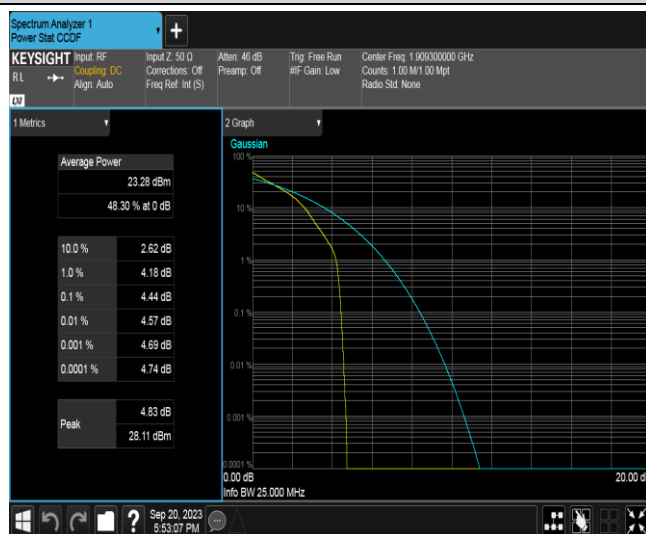 Spectrum Analyzer 1
Power Stat CCDF
KEYSIGHT Input: RF
RL
Coupling: DC
Align: Auto
LXI
Input Z: 50 Ω
Corrections: Off
Freq Ref: Int (S)
Atten: 46 dB
Preamp: Off
Trig: Free Run
#IF Gain: Low
Center Freq: 1.909300000 GHz
Counts: 1.00 M/1.00 Mpt
Radio Std: None
1 Metrics
Average Power
23.28 dBm
48.30 % at 0 dB
10.0 % 2.62 dB
1.0 % 4.18 dB
0.1 % 4.44 dB
0.01 % 4.57 dB
0.001 % 4.69 dB
0.0001 % 4.74 dB
Peak
4.83 dB
28.11 dBm
2 Graph
Gaussian
100 %
10 %
1 %
0.1 %
0.01 %
0.001 %
0.0001 %
0.00 dB 20.00 d
Info BW 25.000 MHz
Sep 20, 2023
5:53:07 PM